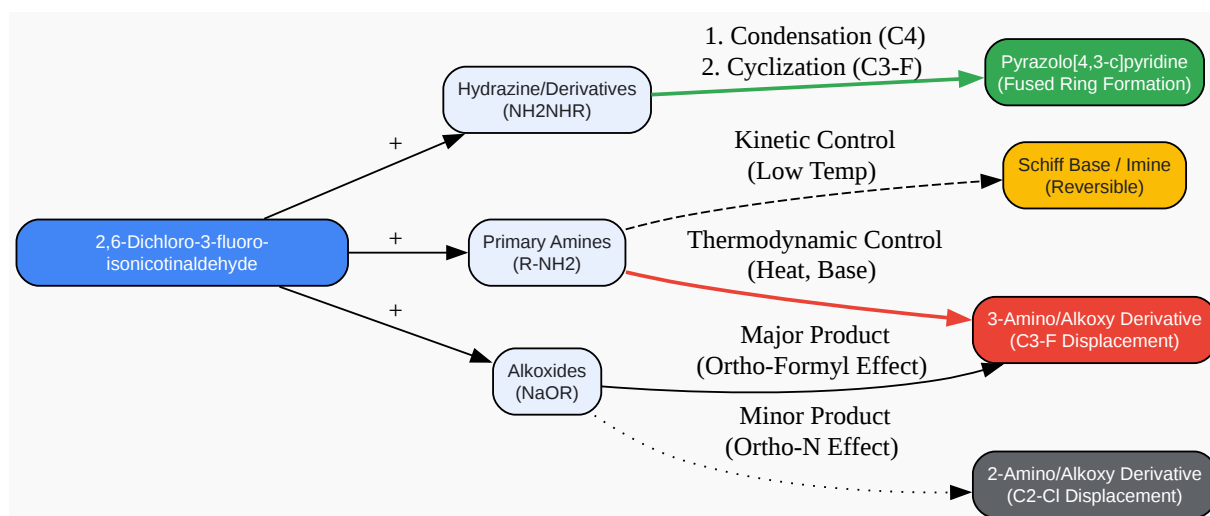 1. Condensation (C4)
2. Cyclization (C3-F)
Pyrazolo[4,3-c]pyridine
(Fused Ring Formation)
Hydrazine/Derivatives
(NH2NHR)
+
Kinetic Control
(Low Temp)
Schiff Base / Imine
(Reversible)
2,6-Dichloro-3-fluoro-
isonicotinaldehyde
+
Primary Amines
(R-NH2)
Thermodynamic Control
(Heat, Base)
3-Amino/Alkoxy Derivative
(C3-F Displacement)
+
Alkoxides
(NaOR)
Major Product
(Ortho-Formyl Effect)
Minor Product
(Ortho-N Effect)
2-Amino/Alkoxy Derivative
(C2-Cl Displacement)